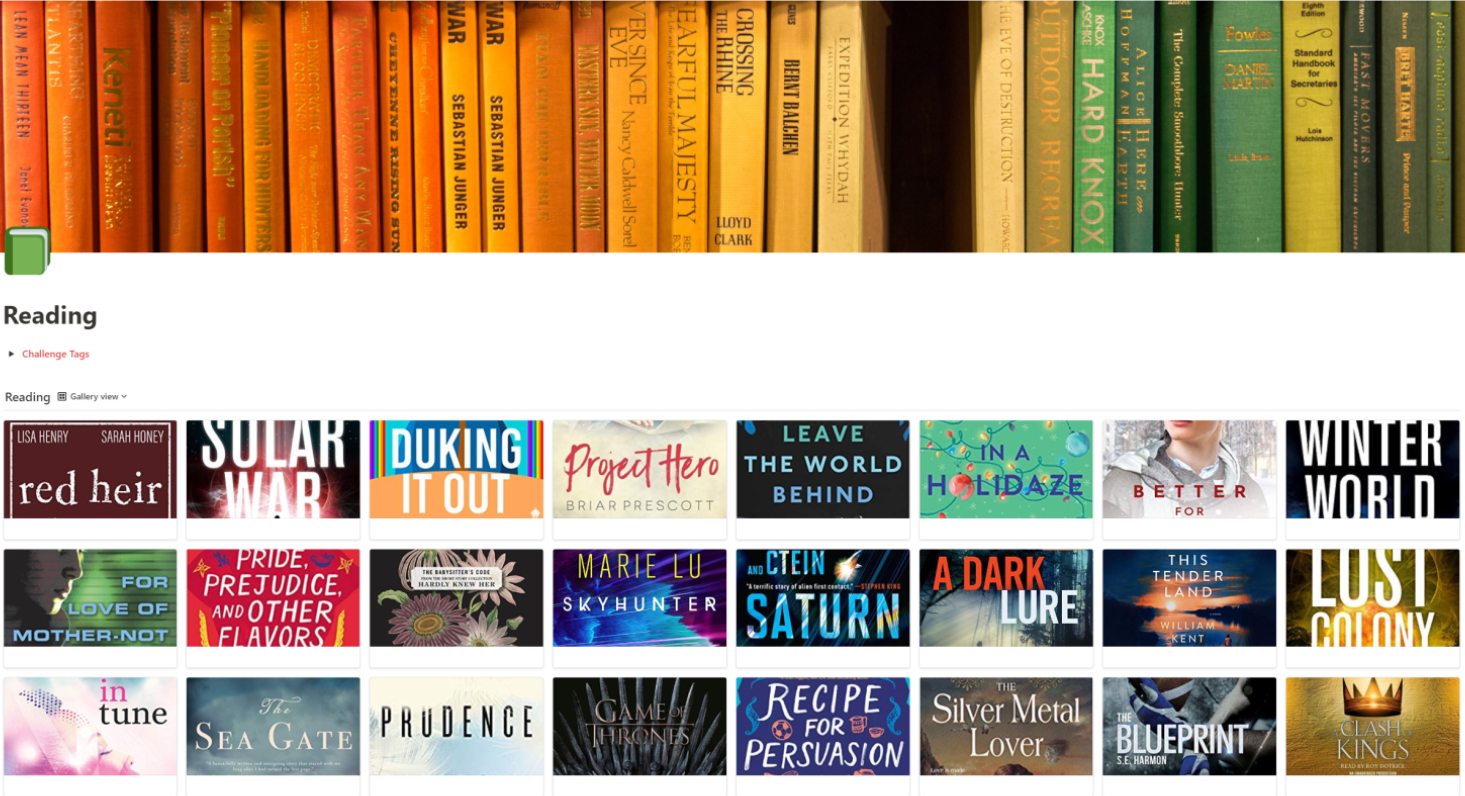 LEAN MEAN THIRTEEN
Keneti
"Pioneer or Perish"
HANDLOADING FOR HUNTERS
CHEYENNE RISING SUN
WAR
SEBASTIAN JUNGER
WAR
SEBASTIAN JUNGER
EVER SINCE EVE
Nancy Caldwell Sorel
FEARFUL MAJESTY
CROSSING THE RHINE
LLOYD CLARK
BERNT BALCHEN
EXPEDITION WHYDAH
THE EVE OF DESTRUCTION
OUTDOOR
HARD KNOX
ALICE HOFFMAN
HERE on EARTH
The Complete Smoothbore Hunter
Fowles
DANIEL MARTIN
Eighth Edition
Standard Handbook for Secretaries
Lois Hutchinson
FAST MOVERS
BRET HARTE
Prince and Pauper
Reading
Challenge Tags
Reading Gallery view
LISA HENRY SARAH HONEY
red heir
SOLAR
WAR
DUKING
IT OUT
Project Hero
BRIAR PRESCOTT
LEAVE
THE WORLD
BEHIND
IN A
HOLIDAZE
BETTER
FOR
WINTER
WORLD
FOR
LOVE OF
MOTHER-NOT
PRIDE,
PREJUDICE,
AND OTHER
FLAVORS
THE BABYSITTER'S CODE
FROM THE SHORT STORY COLLECTION
HARDLY KNEW HER
MARIE LU
SKYHUNTER
AND CTEIN
"A terrific story of alien first contact." —STEPHEN KING
SATURN
A DARK
LURE
THIS
TENDER
LAND
WILLIAM
KENT
LOST
COLONY
in
tune
The
SEA GATE
PRUDENCE
GAME OF
THRONES
RECIPE
FOR
PERSUASION
THE
Silver Metal
Lover
THE
BLUEPRINT
S.E. HARMON
A CLASH
OF KINGS
READ BY ROY DOTRICE